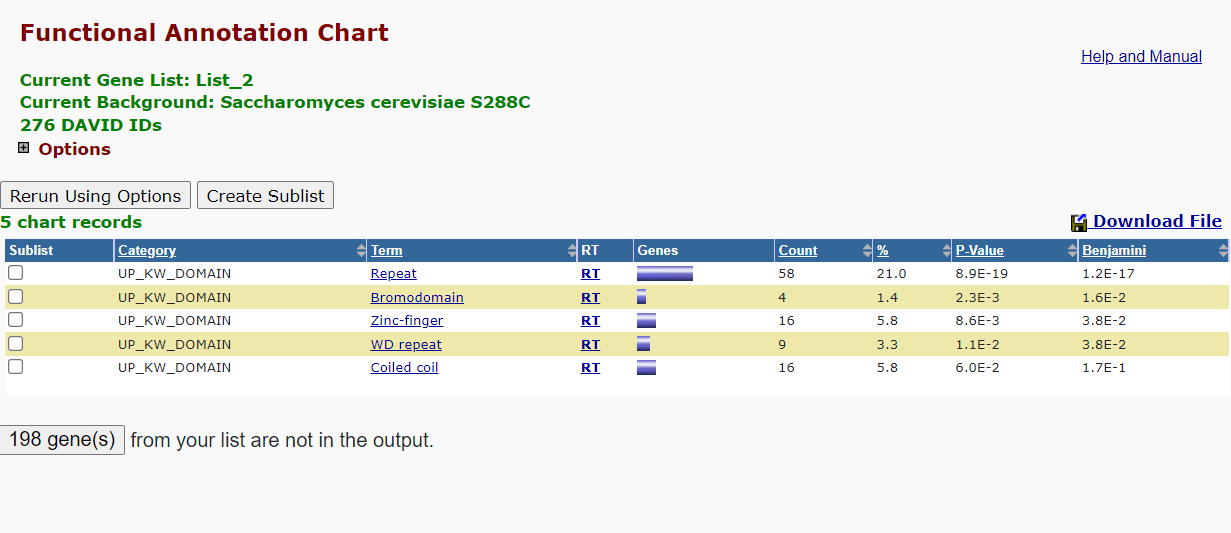 Functional Annotation Chart
Help and Manual
Current Gene List: List_2
Current Background: Saccharomyces cerevisiae S288C
276 DAVID IDs
Options
Rerun Using Options Create Sublist
5 chart records Download File
Sublist Category Term RT Genes Count % P-Value Benjamini
UP_KW_DOMAIN Repeat RT 58 21.0 8.9E-19 1.2E-17
UP_KW_DOMAIN Bromodomain RT 4 1.4 2.3E-3 1.6E-2
UP_KW_DOMAIN Zinc-finger RT 16 5.8 8.6E-3 3.8E-2
UP_KW_DOMAIN WD repeat RT 9 3.3 1.1E-2 3.8E-2
UP_KW_DOMAIN Coiled coil RT 16 5.8 6.0E-2 1.7E-1
198 gene(s) from your list are not in the output.